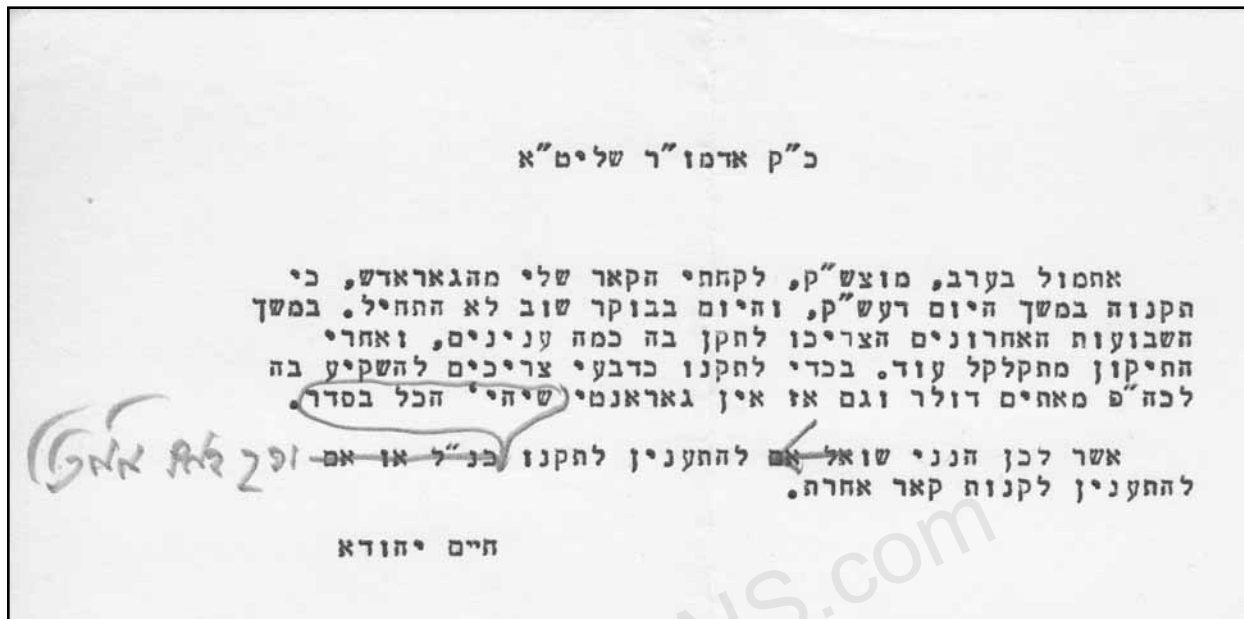 כ"ק אדמו"ר שליט"א
אתמול בערב, מוצש"ק, לקחתי הקאר שלי מהגאראדש, כי
תקנוה במשך היום דעש"ק, והיום בבוקר שוב לא התחיל. במשך
השבועות האחרונים הצריכו לתקן בה כמה ענינים, ואחרי
התיקון מתקלקל עוד. בכדי לתקנו כדבעי צריכים להשקיע בה
לכה"פ מאתים דולר וגם אז אין גאראנטי שיהי' הכל בסדר.
אשר לכן הנני שואל אם להתענין לתקנו כנ"ל או אם
להתענין לקנות קאר אחרת.
חיים יהודא